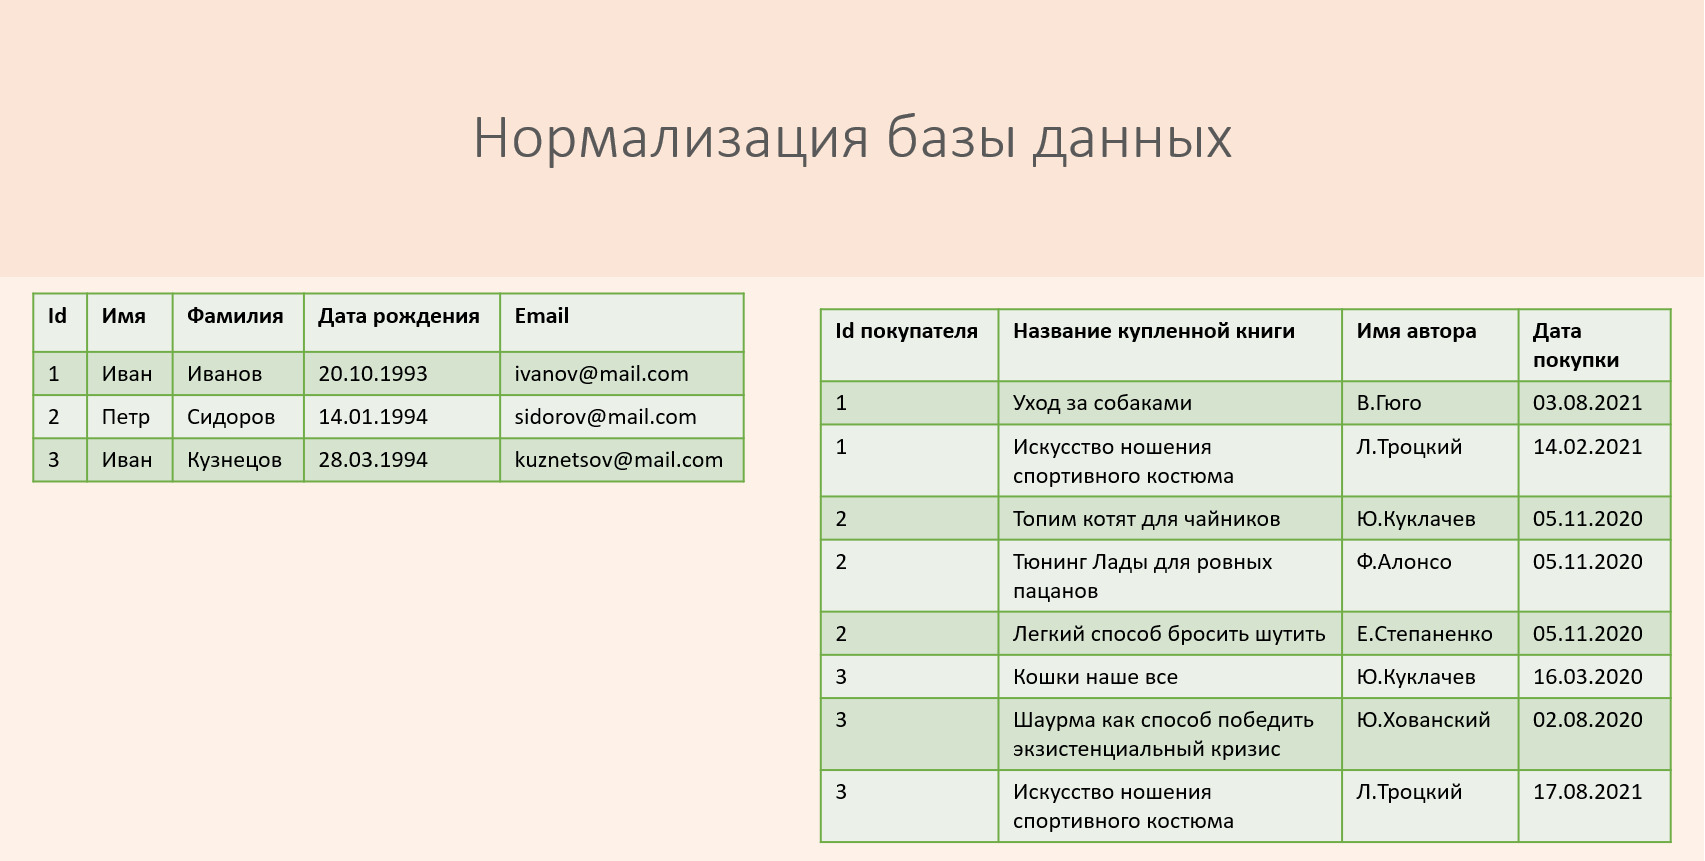 Нормализация базы данных
Id Имя Фамилия Дата рождения Email
1 Иван Иванов 20.10.1993 ivanov@mail.com
2 Петр Сидоров 14.01.1994 sidorov@mail.com
3 Иван Кузнецов 28.03.1994 kuznetsov@mail.com
Id покупателя Название купленной книги Имя автора Дата
покупки
1 Уход за собаками В.Гюго 03.08.2021
1 Искусство ношения Л.Троцкий 14.02.2021
спортивного костюма
2 Топим котят для чайников Ю.Куклачев 05.11.2020
2 Тюнинг Лады для ровных Ф.Алонсо 05.11.2020
пацанов
2 Легкий способ бросить шутить Е.Степаненко 05.11.2020
3 Кошки наше все Ю.Куклачев 16.03.2020
3 Шаурма как способ победить Ю.Хованский 02.08.2020
экзистенциальный кризис
3 Искусство ношения Л.Троцкий 17.08.2021
спортивного костюма